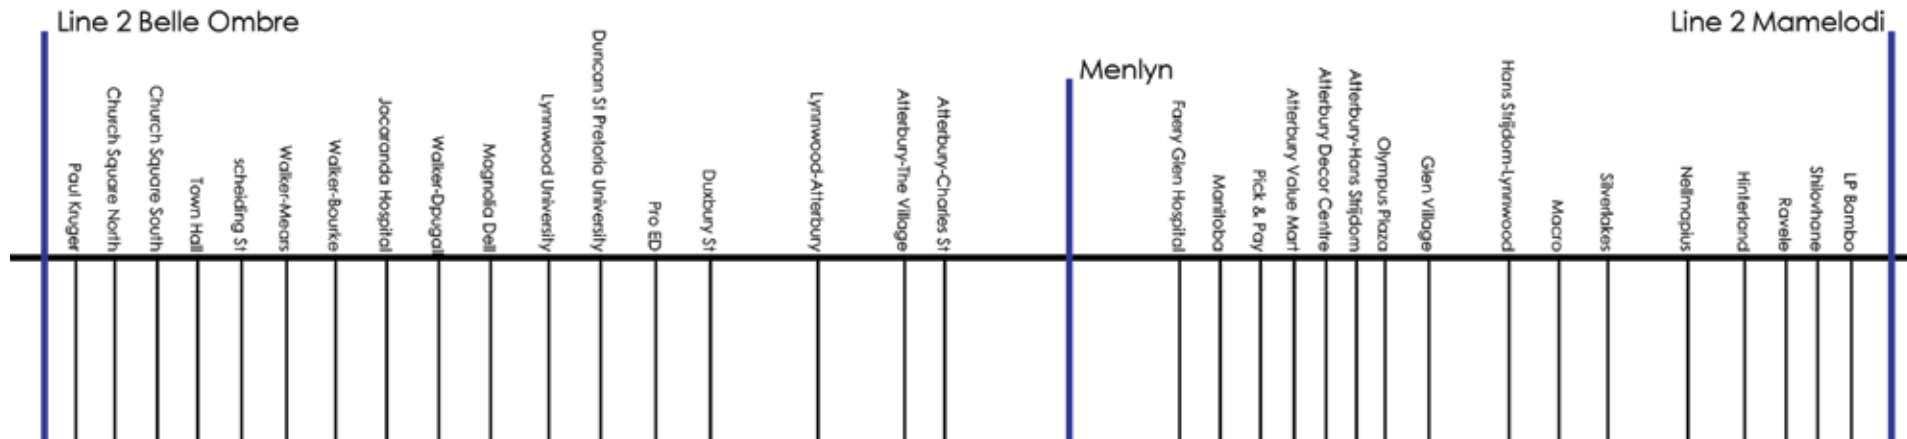 Line 2 Belle Ombre
Paul Kruger
Church Square North
Church Square South
Town Hall
scheiding St
Walker-Mears
Walker-Bourke
Jacaranda Hospital
Walker-Dpugall
Magnolia Dell
Lynnwood University
Duncan St Pretoria University
Pro ED
Duxbury ST
Lynnwood-Atterbury
Atterbury-The Village
Atterbury-Charles ST
Menlyn
Faery Glen Hospital
Manitoba
Pick & Pay
Atterbury Value Mart
Atterbury Decor Centre
Atterbury-Hans Strijdom
Olympus Plaza
Glen Village
Hans Strijdom-Lynnwood
Macro
Silverlakes
Nellmapius
Hinterland
Ravele
Shilovhane
LP Bambo
Line 2 Mamelodi